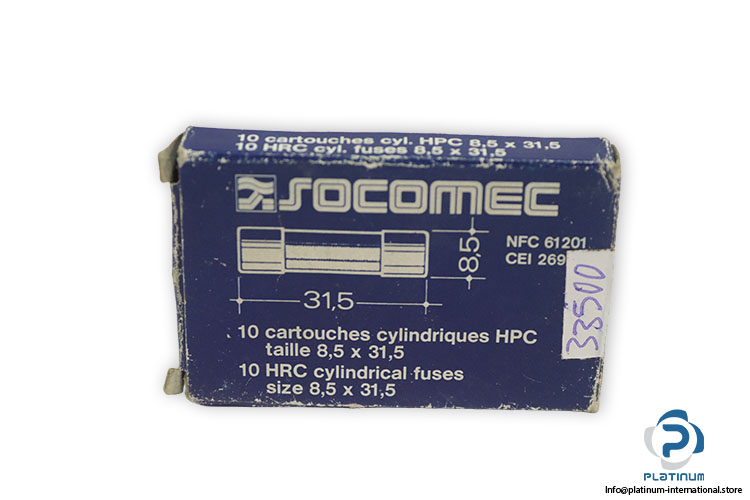 10 cartouches cyl. HPC 8,5 x 31,5
10 HRC cyl. fuses 8,5 x 31,5
SOCOMEC
8,5
NFC 61201
CEI 269
31,5
33500
10 cartouches cylindriques HPC
taille 8,5 x 31,5
10 HRC cylindrical fuses
size 8,5 x 31,5
PLATINUM
Info@platinum-international.store